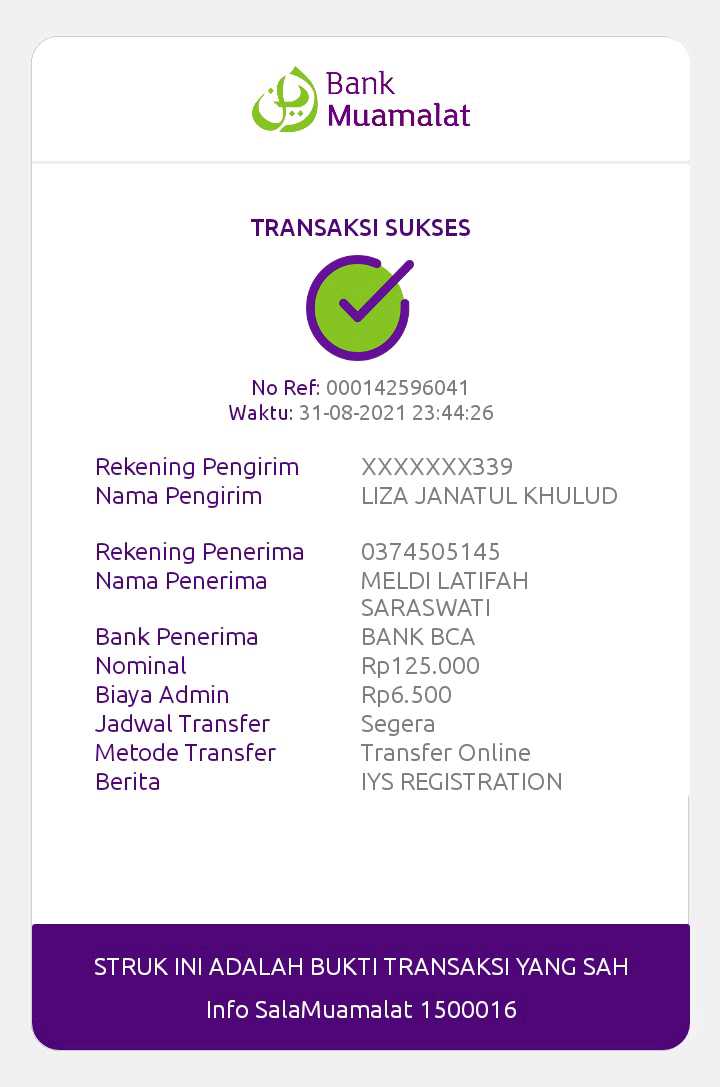 Bank
Muamalat
TRANSAKSI SUKSES
No Ref: 000142596041
Waktu: 31-08-2021 23:44:26
Rekening Pengirim XXXXXXX339
Nama Pengirim LIZA JANATUL KHULUD
Rekening Penerima 0374505145
Nama Penerima MELDI LATIFAH
SARASWATI
Bank Penerima BANK BCA
Nominal Rp125.000
Biaya Admin Rp6.500
Jadwal Transfer Segera
Metode Transfer Transfer Online
Berita IYS REGISTRATION
STRUK INI ADALAH BUKTI TRANSAKSI YANG SAH
Info SalaMuamalat 1500016